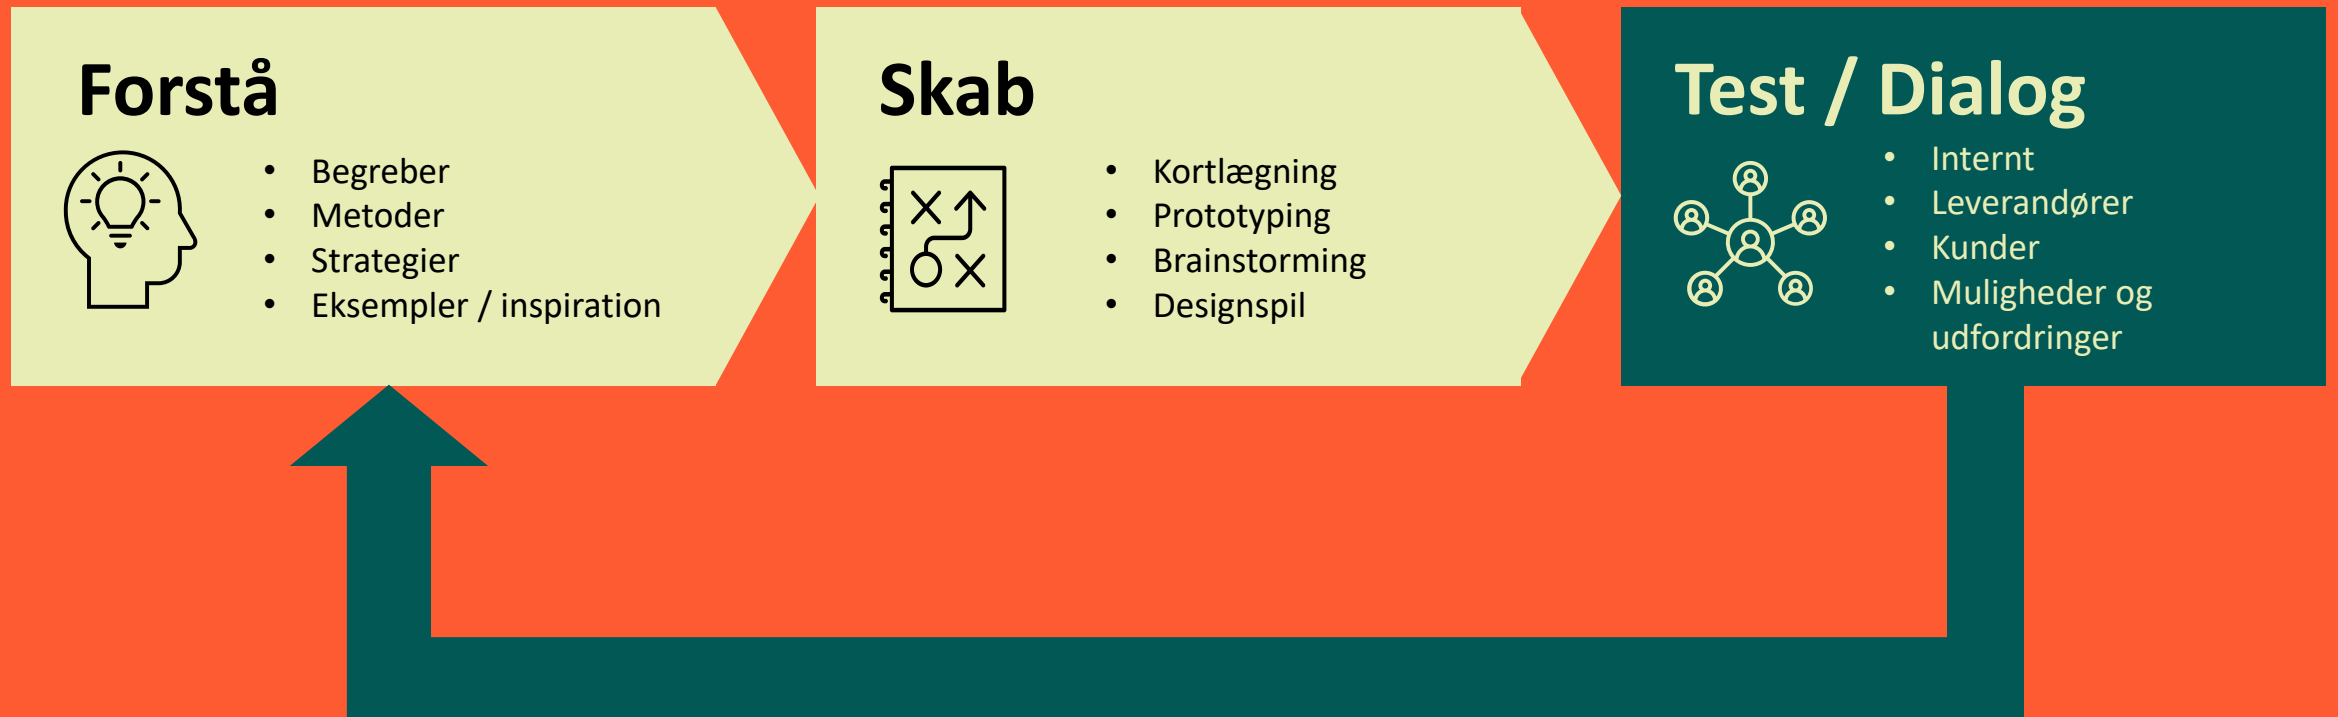 Forstå
• Begreber
• Metoder
• Strategier
• Eksempler / inspiration
Skab
• Kortlægning
• Prototyping
• Brainstorming
• Designspil
Test / Dialog
• Internt
• Leverandører
• Kunder
• Muligheder og
udfordringer